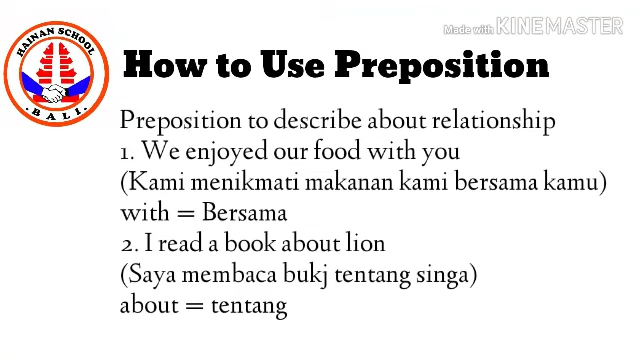 Made with KINEMASTER
HAINAN SCHOOL
BALI
How to Use Preposition
Preposition to describe about relationship
1. We enjoyed our food with you
(Kami menikmati makanan kami bersama kamu)
with = Bersama
2. I read a book about lion
(Saya membaca bukj tentang singa)
about = tentang